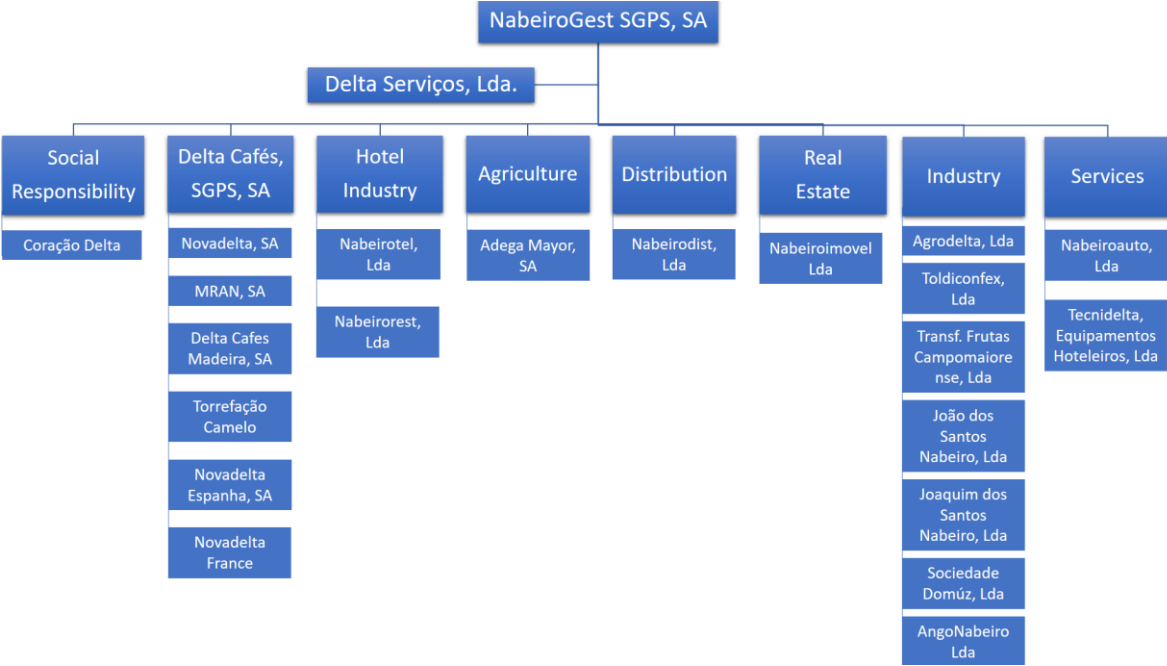 NabeiroGest SGPS, SA
Delta Serviços, Lda.
Social
Responsibility
Coração Delta
Delta Cafés,
SGPS, SA
Novadelta, SA
MRAN, SA
Delta Cafes
Madeira, SA
Torrefação
Camelo
Novadelta
Espanha, SA
Novadelta
France
Hotel
Industry
Nabeirotel,
Lda
Nabeirorest,
Lda
Agriculture
Adega Mayor,
SA
Distribution
Nabeirodist,
Lda
Real
Estate
Nabeiroimovel
Lda
Industry
Agrodelta, Lda
Toldiconfex,
Lda
Transf. Frutas
Campomaiore
nse, Lda
João dos
Santos
Nabeiro, Lda
Joaquim dos
Santos
Nabeiro, Lda
Sociedade
Domúz, Lda
AngoNabeiro
Lda
Services
Nabeiroauto,
Lda
Tecnidelta,
Equipamentos
Hoteleiros, Lda